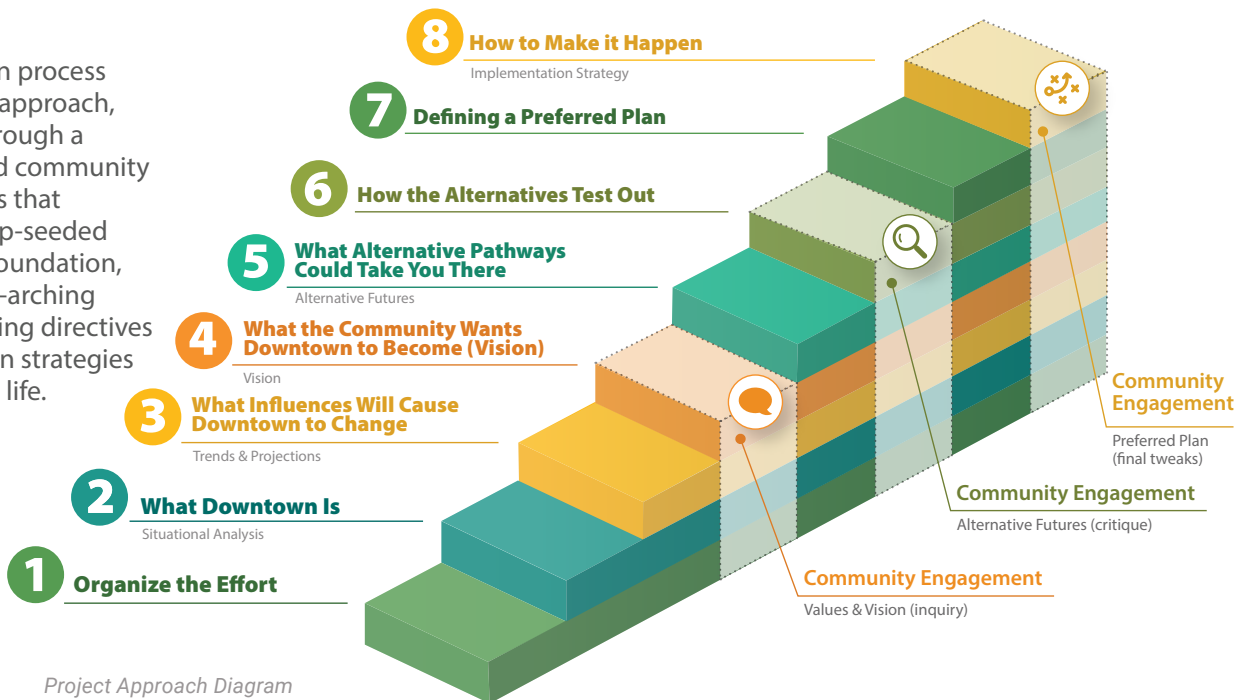 n process
approach,
rough a
d community
s that
p-seeded
oundation,
-arching
ing directives
n strategies
life.
8 How to Make it Happen
Implementation Strategy
7 Defining a Preferred Plan
6 How the Alternatives Test Out
5 What Alternative Pathways
Could Take You There
Alternative Futures
4 What the Community Wants
Downtown to Become (Vision)
Vision
3 What Influences Will Cause
Downtown to Change
Trends & Projections
2 What Downtown Is
Situational Analysis
1 Organize the Effort
Community
Engagement
Preferred Plan
(final tweaks)
Community Engagement
Alternative Futures (critique)
Community Engagement
Values & Vision (inquiry)
Project Approach Diagram